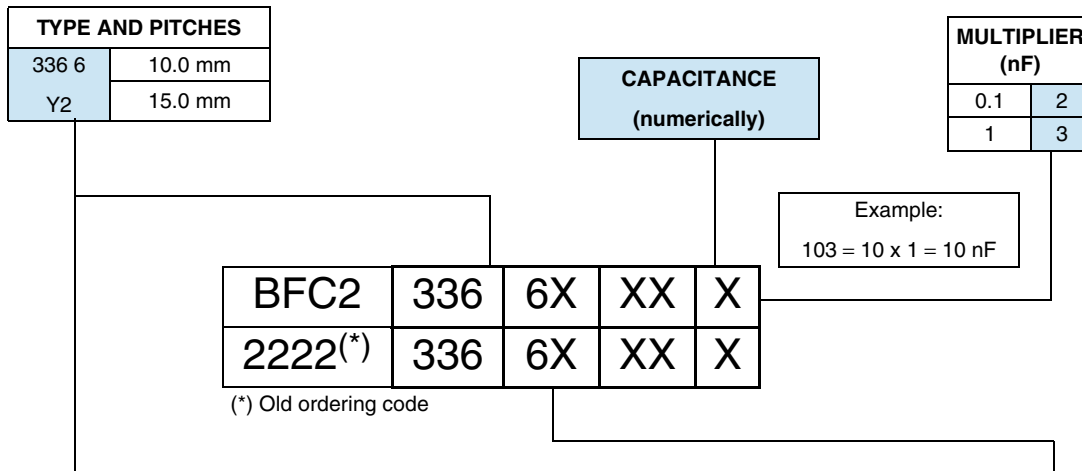 TYPE AND PITCHES
336 6 10.0 mm
Y2 15.0 mm
CAPACITANCE
(numerically)
MULTIPLIER
(nF)
0.1 2
1 3
Example:
103 = 10 x 1 = 10 nF
BFC2 336 6X XX X
2222(*) 336 6X XX X
(*) Old ordering code